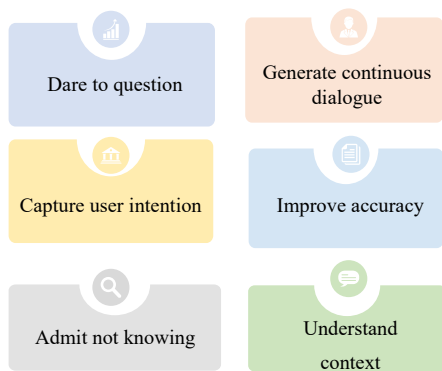 Dare to question
Generate continuous
dialogue
Capture user intention
Improve accuracy
Admit not knowing
Understand
context